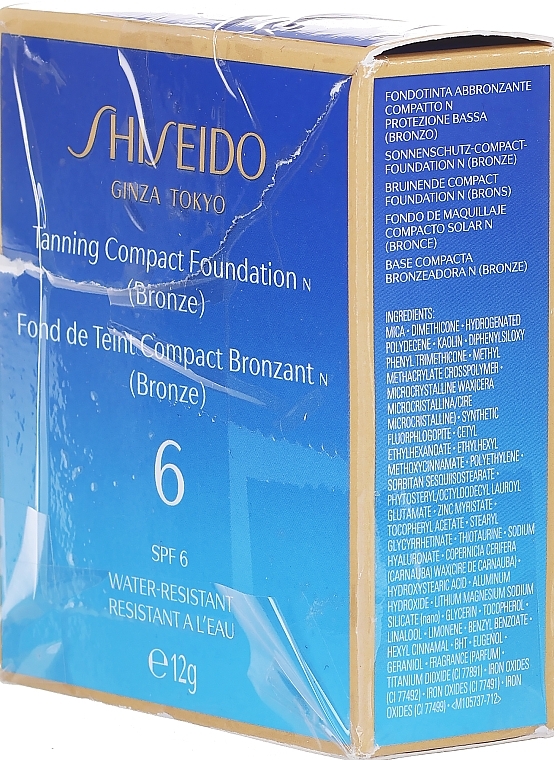 SHISEIDO
GINZA TOKYO
Tanning Compact Foundation N
(Bronze)
Fond de Teint Compact Bronzant N
(Bronze)
6
SPF 6
WATER-RESISTANT
RESISTANT A L'EAU
℮12g
FONDOTINTA ABBRONZANTE
COMPATTO N
PROTEZIONE BASSA
(BRONZO)
SONNENSCHUTZ-COMPACT-
FOUNDATION N (BRONZE)
BRUINENDE COMPACT
FOUNDATION N (BRONS)
FONDO DE MAQUILLAJE
COMPACTO SOLAR N
(BRONCE)
BASE COMPACTA
BRONZEADORA N (BRONZE)
INGREDIENTS:
MICA・DIMETHICONE・HYDROGENATED
POLYDECENE・KAOLIN・DIPHENYLSILOXY
PHENYL TRIMETHICONE・METHYL
METHACRYLATE CROSSPOLYMER・
MICROCRYSTALLINE WAX(CERA
MICROCRISTALLINA/CIRE
MICROCRISTALLINE)・SYNTHETIC
FLUORPHLOGOPITE・CETYL
ETHYLHEXANOATE・ETHYLHEXYL
METHOXYCINNAMATE・POLYETHYLENE・
SORBITAN SESQUIISOSTEARATE・
PHYTOSTERYL/OCTYLDODECYL LAUROYL
GLUTAMATE・ZINC MYRISTATE・
TOCOPHERYL ACETATE・STEARYL
GLYCYRRHETINATE・THIOTAURINE・SODIUM
HYALURONATE・COPERNICIA CERIFERA
(CARNAUBA) WAX(CIRE DE CARNAUBA)・
HYDROXYSTEARIC ACID・ALUMINUM
HYDROXIDE・LITHIUM MAGNESIUM SODIUM
SILICATE (nano)・GLYCERIN・TOCOPHEROL・
LINALOOL・LIMONENE・BENZYL BENZOATE・
HEXYL CINNAMAL・BHT・EUGENOL・
GERANIOL・FRAGRANCE (PARFUM)・
TITANIUM DIOXIDE (CI 77891)・IRON OXIDES
(CI 77492)・IRON OXIDES (CI 77491)・IRON
OXIDES (CI 77499)・<M105737-712>